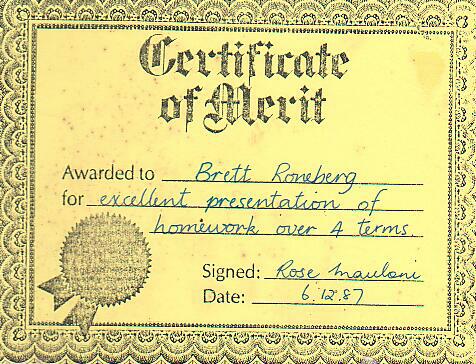 Certificate
of Merit
Awarded to Brett Roneberg
for excellent presentation of
homework over 4 terms.
Signed: Rose Maulani
Date: 6.12.87